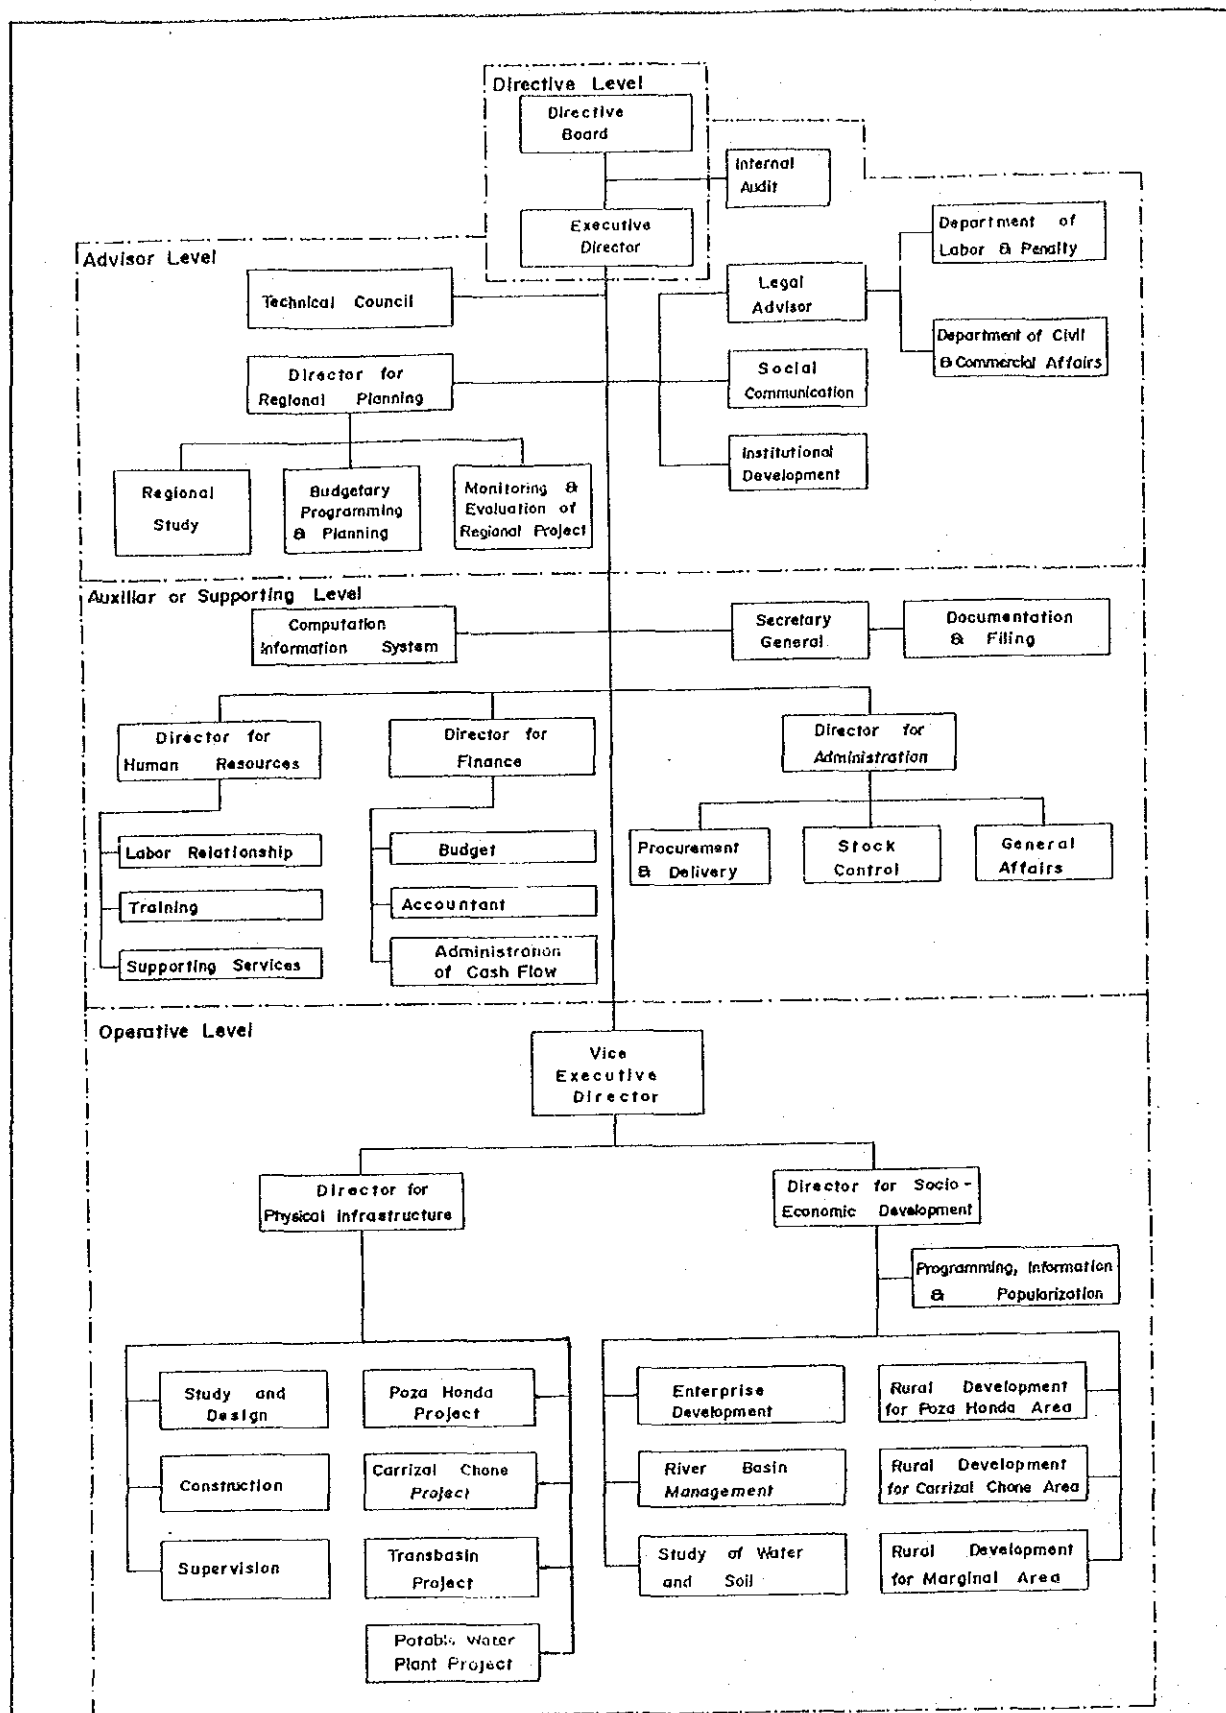 Directive Level
Directive
Board
Internal
Audit
Executive
Director
Department of
Labor & Penalty
Advisor Level
Technical Council
Legal
Advisor
Department of Civil
& Commercial Affairs
Director for
Regional Planning
Social
Communication
Institutional
Development
Regional
Study
Budgetary
Programming
& Planning
Monitoring &
Evaluation of
Regional Project
Auxiliar or Supporting Level
Computation
Information System
Secretary
General
Documentation
& Filing
Director for
Human Resources
Director for
Finance
Director for
Administration
Labor Relationship
Training
Supporting Services
Budget
Accountant
Administration
of Cash Flow
Procurement
& Delivery
Stock
Control
General
Affairs
Operative Level
Vice
Executive
Director
Director for
Physical Infrastructure
Director for Socio-
Economic Development
Programming, Information
& Popularization
Study and
Design
Construction
Supervision
Poza Honda
Project
Carrizal Chone
Project
Transbasin
Project
Potable Water
Plant Project
Enterprise
Development
River Basin
Management
Study of Water
and Soil
Rural Development
for Poza Honda Area
Rural Development
for Carrizal Chone Area
Rural Development
for Marginal Area